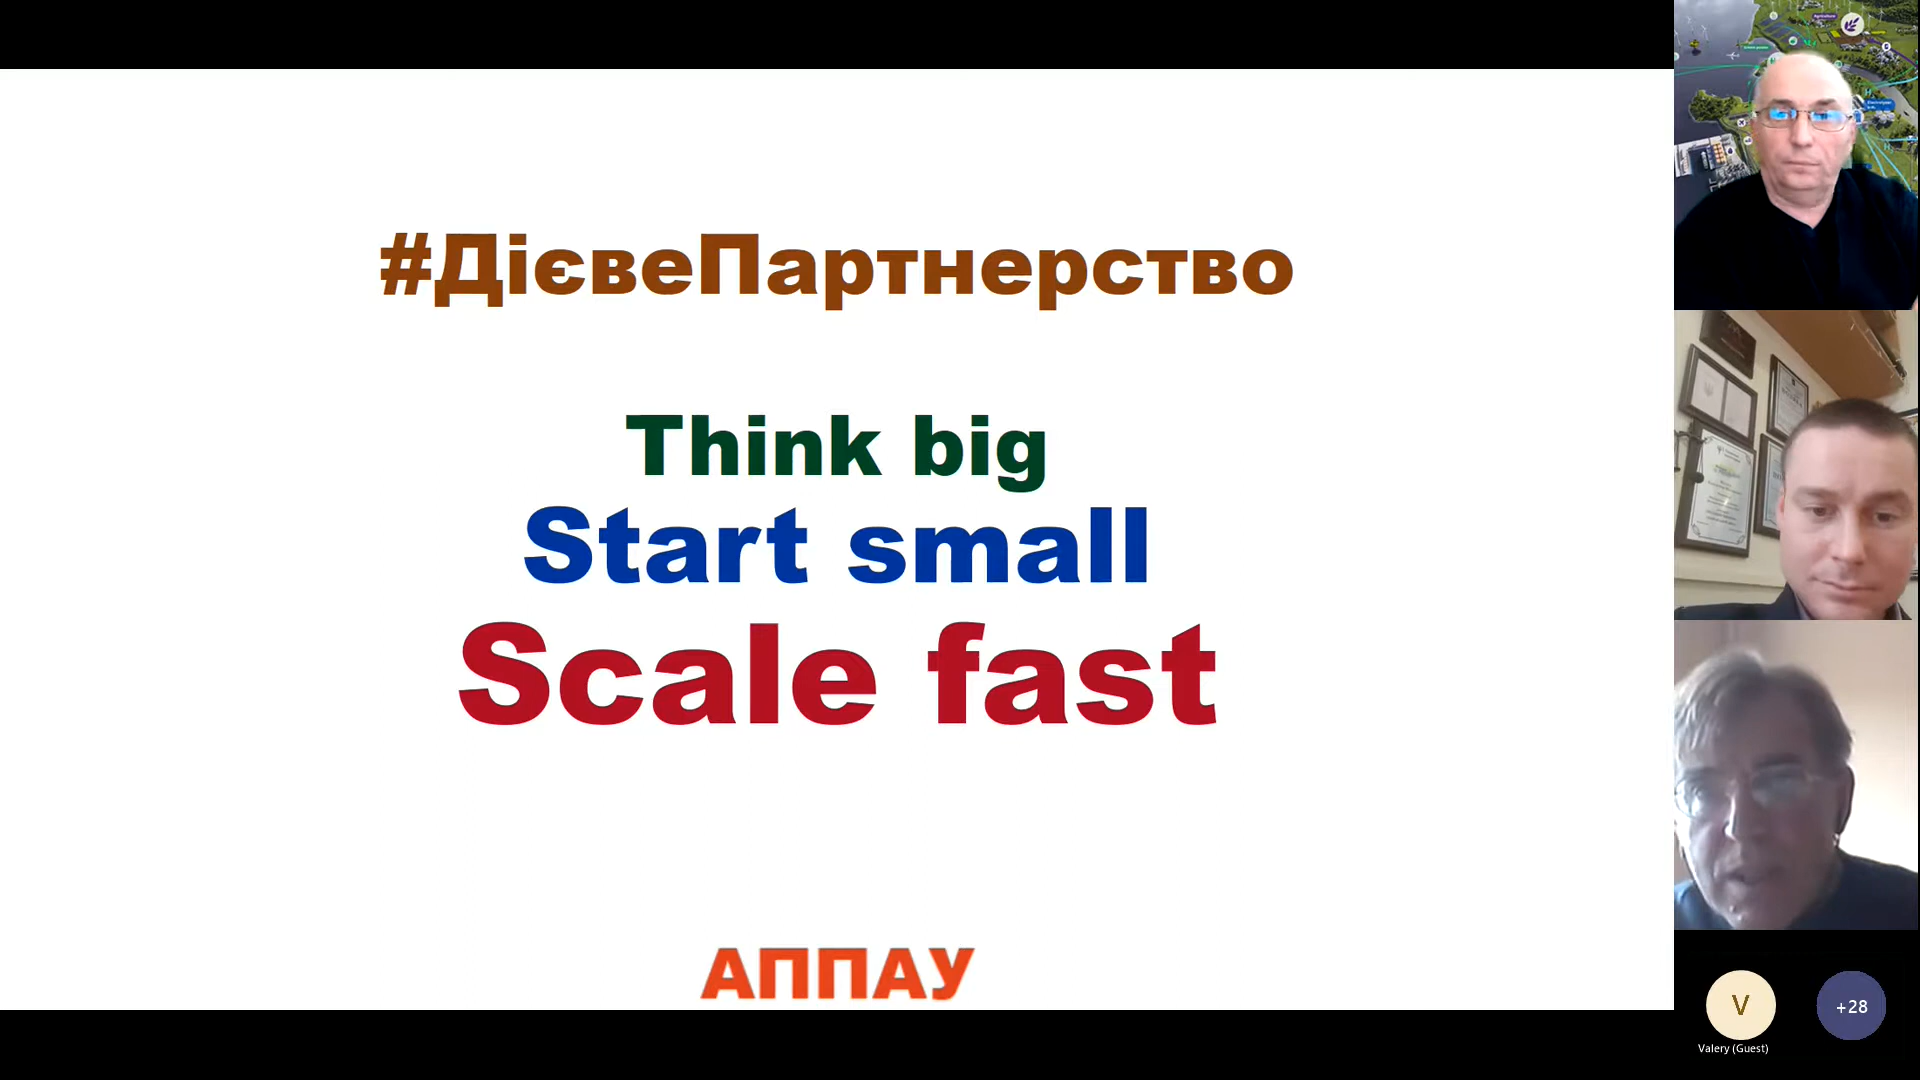 #ДієвеПартнерство
Think big
Start small
Scale fast
АППАУ
V
+28
Valery (Guest)